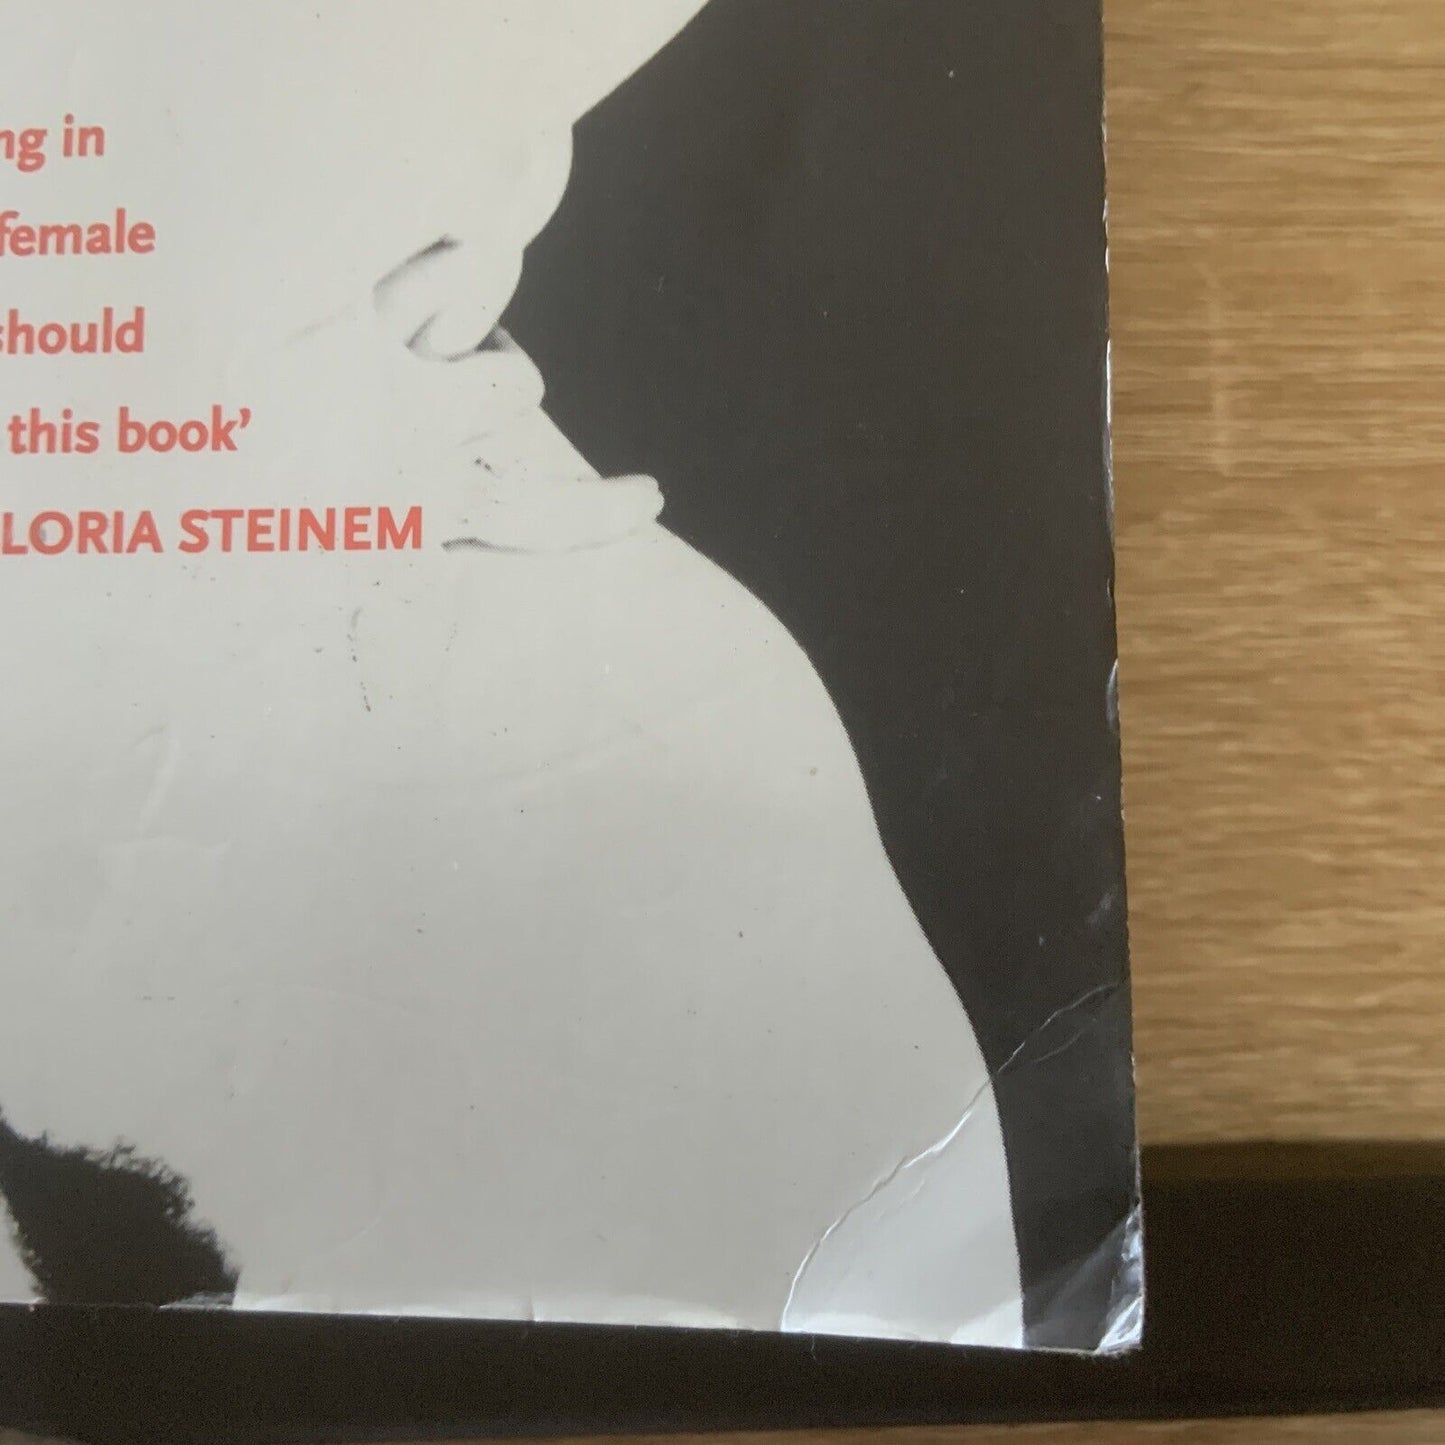 ng in
female
should
this book’
LORIA STEINEM